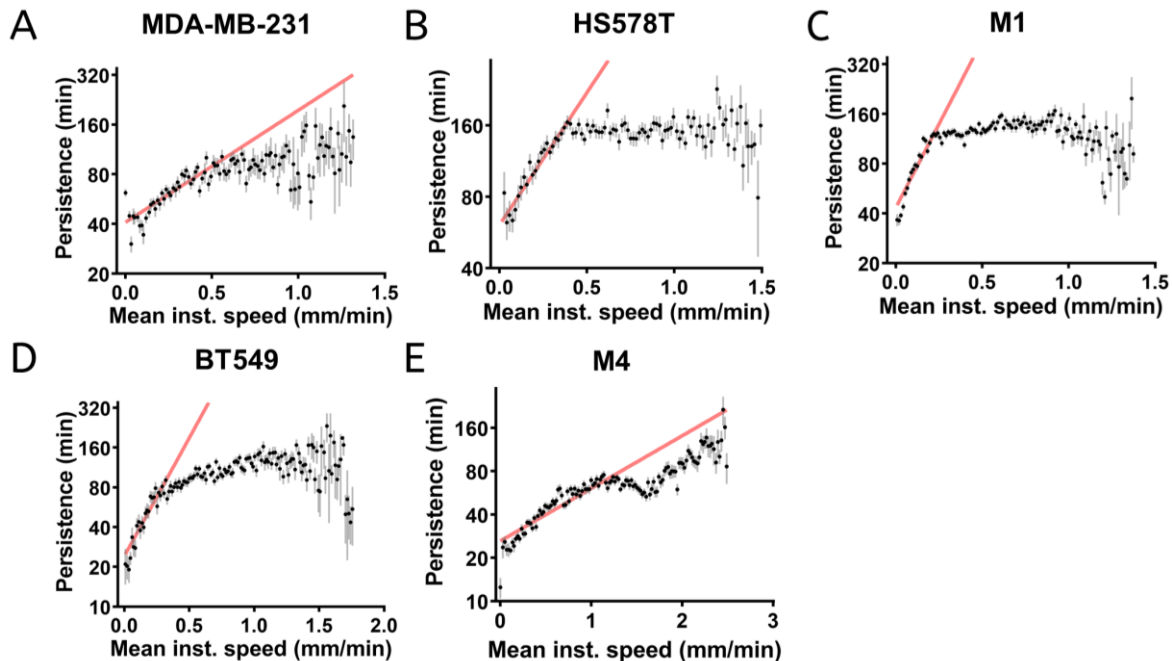 A
MDA-MB-231
Persistence (min)
320
160
80
40
20
0.0 0.5 1.0 1.5
Mean inst. speed (mm/min)
B
HS578T
Persistence (min)
160
80
40
0.0 0.5 1.0 1.5
Mean inst. speed (mm/min)
C
M1
Persistence (min)
320
160
80
40
20
0.0 0.5 1.0 1.5
Mean inst. speed (mm/min)
D
BT549
Persistence (min)
320
160
80
40
20
10
0.0 0.5 1.0 1.5 2.0
Mean inst. speed (mm/min)
E
M4
Persistence (min)
160
80
40
20
10
0 1 2 3
Mean inst. speed (mm/min)